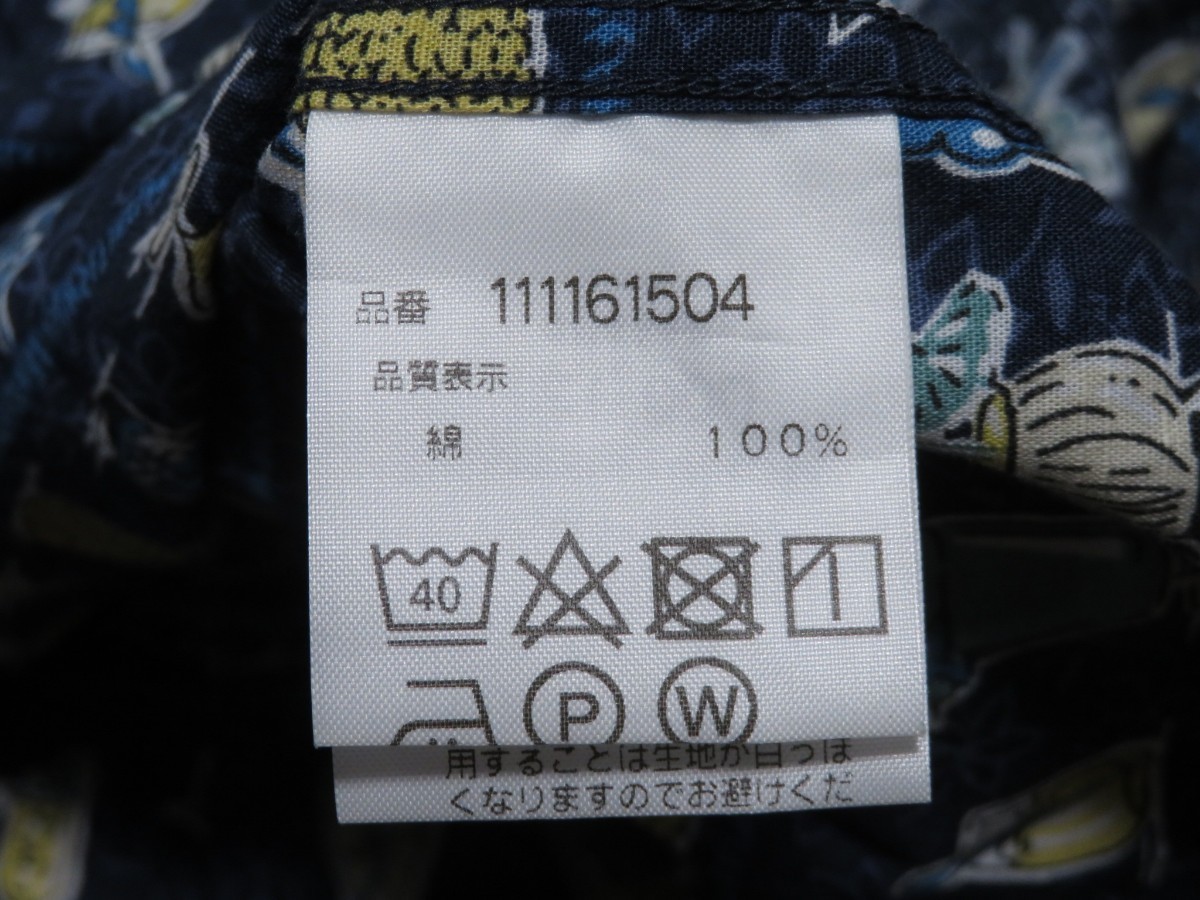 品番 111161504
品質表示
綿 100%
40
P W
用することは生地が白っぽ
くなりますのでお避けくだ